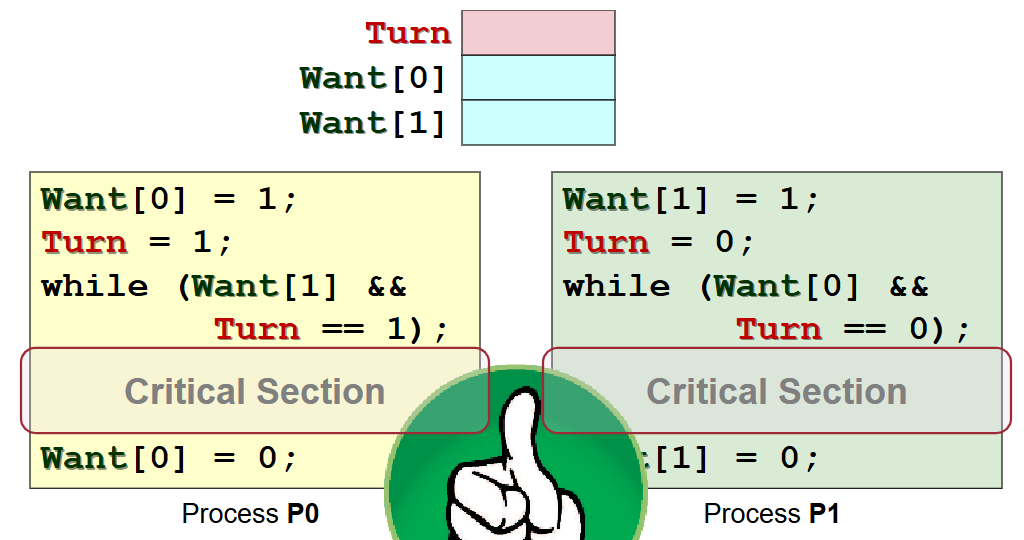 Turn
Want[0]
Want[1]
Want[0] = 1;
Turn = 1;
while (Want[1] &&
Turn == 1);
Critical Section
Want[0] = 0;
Process P0
Want[1] = 1;
Turn = 0;
while (Want[0] &&
Turn == 0);
Critical Section
[1] = 0;
Process P1